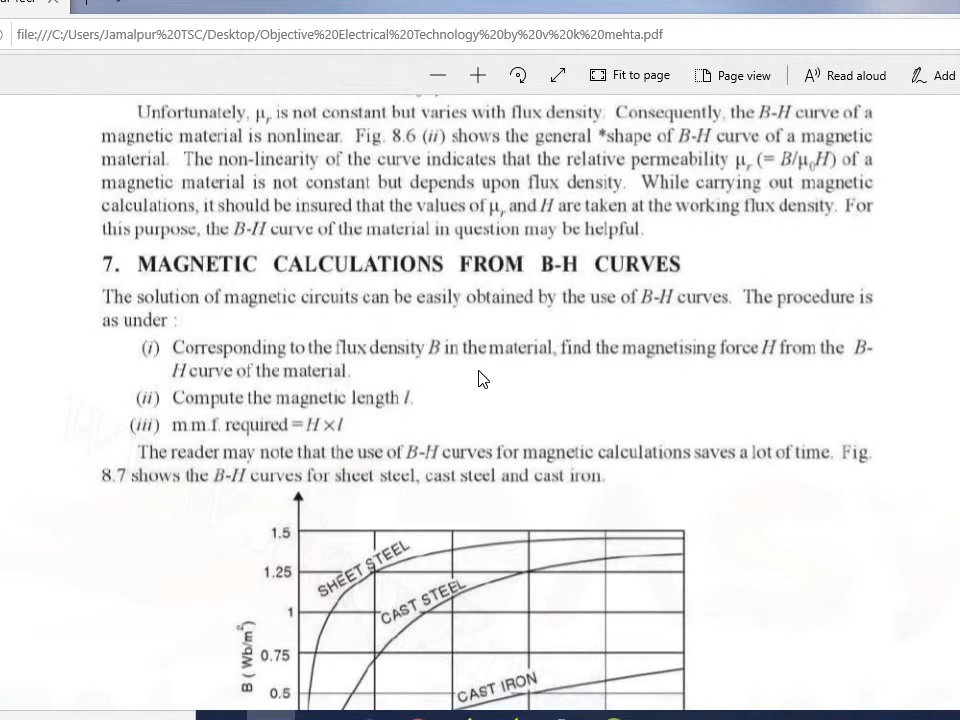 file:///C:/Users/Jamalpur%20TSC/Desktop/Objective%20Electrical%20Technology%20by%20v%20k%20mehta.pdf
Fit to page
Page view
Read aloud
Add
Unfortunately, μr is not constant but varies with flux density. Consequently, the B-H curve of a
magnetic material is nonlinear. Fig. 8.6 (ii) shows the general *shape of B-H curve of a magnetic
material. The non-linearity of the curve indicates that the relative permeability μr (= B/μ0H) of a
magnetic material is not constant but depends upon flux density. While carrying out magnetic
calculations, it should be insured that the values of μr and H are taken at the working flux density. For
this purpose, the B-H curve of the material in question may be helpful.
7. MAGNETIC CALCULATIONS FROM B-H CURVES
The solution of magnetic circuits can be easily obtained by the use of B-H curves. The procedure is
as under :
(i) Corresponding to the flux density B in the material, find the magnetising force H from the B-
H curve of the material.
(ii) Compute the magnetic length l.
(iii) m.m.f. required = H × l
The reader may note that the use of B-H curves for magnetic calculations saves a lot of time. Fig.
8.7 shows the B-H curves for sheet steel, cast steel and cast iron.
1.5
1.25
1
0.75
0.5
B ( Wb/m²)
SHEET STEEL
CAST STEEL
CAST IRON